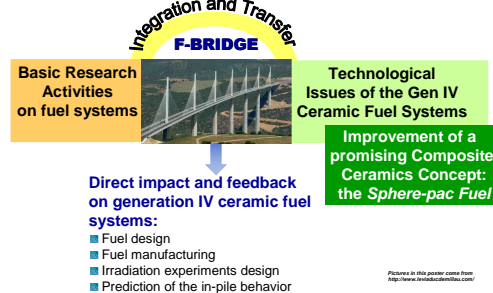 Integration and Transfer
F-BRIDGE
Basic Research
Activities
on fuel systems
Technological
Issues of the Gen IV
Ceramic Fuel Systems
Improvement of a
promising Composite
Ceramics Concept:
the Sphere-pac Fuel
Direct impact and feedback
on generation IV ceramic fuel
systems:
Fuel design
Fuel manufacturing
Irradiation experiments design
Prediction of the in-pile behavior
Pictures in this poster come from
http://www.leviaducdemillau.com/